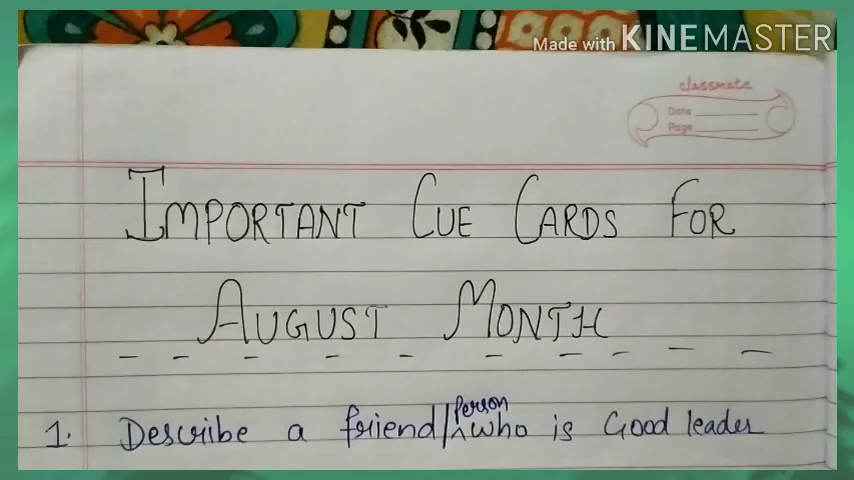 Made with KINEMASTER
classmate
Date
Page
IMPORTANT CUE CARDS FOR
AUGUST MONTH
1. Describe a friend/person who is Good leader